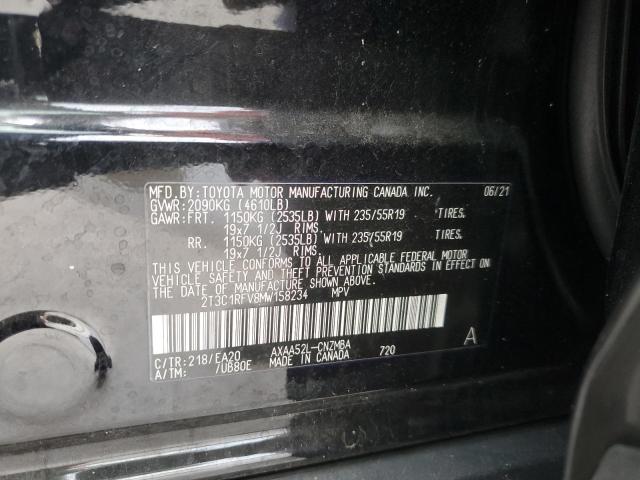 MFD.BY:TOYOTA MOTOR MANUFACTURING CANADA INC. 06/21
GVWR:2090KG (4610LB)
GAWR:FRT. 1150KG (2535LB) WITH 235/55R19 TIRES,
19x7 1/2J RIMS.
RR. 1150KG (2535LB) WITH 235/55R19 TIRES,
19x7 1/2J RIMS.
THIS VEHICLE CONFORMS TO ALL APPLICABLE FEDERAL MOTOR
VEHICLE SAFETY AND THEFT PREVENTION STANDARDS IN EFFECT ON
THE DATE OF MANUFACTURE SHOWN ABOVE.
2T3C1RFV8MW158234 MPV
A
C/TR:218/EA20 AXAA52L-CNZMBA 720
A/TM: /UB80E MADE IN CANADA